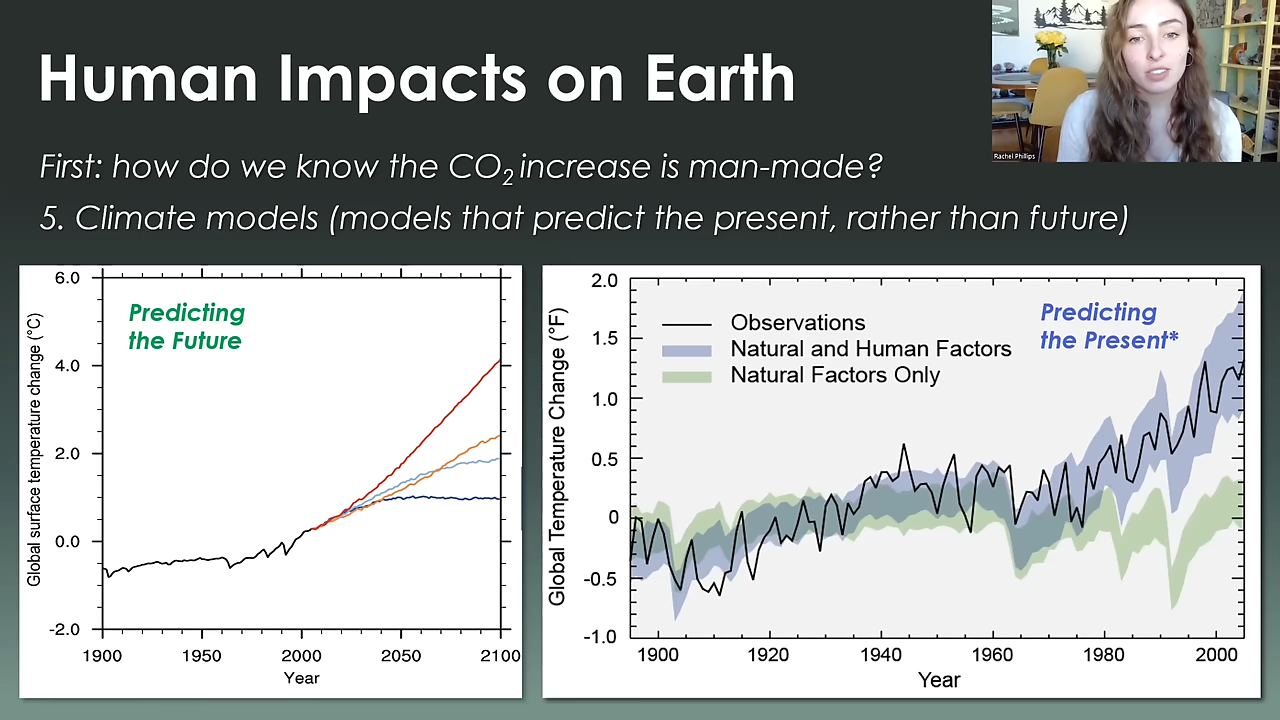 Human Impacts on Earth
Rachel Phillips
First: how do we know the CO2 increase is man-made?
5. Climate models (models that predict the present, rather than future)
Predicting
the Future
Global surface temperature change (°C)
6.0
4.0
2.0
0.0
-2.0
1900 1950 2000 2050 2100
Year
Predicting
the Present*
Observations
Natural and Human Factors
Natural Factors Only
Global Temperature Change (°F)
2.0
1.5
1.0
0.5
0
-0.5
-1.0
1900 1920 1940 1960 1980 2000
Year